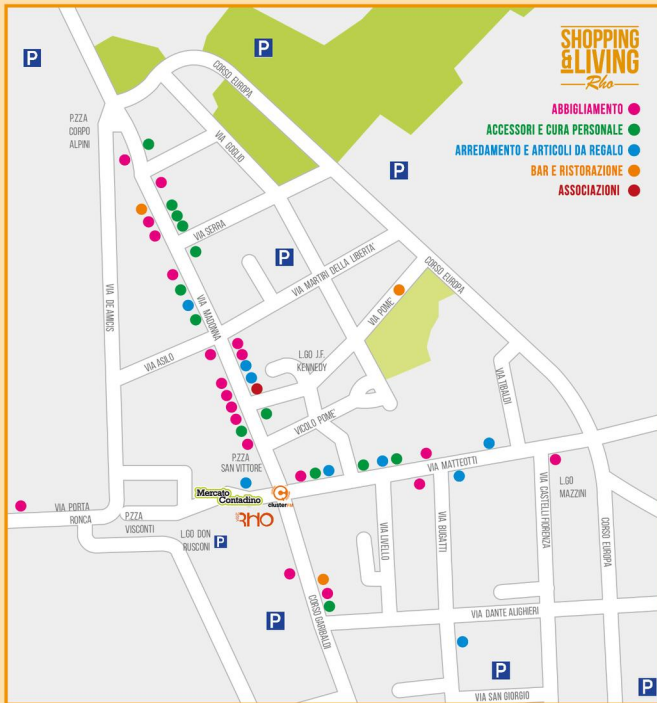 SHOPPING
& LIVING
Rho
ABBIGLIAMENTO
ACCESSORI E CURA PERSONALE
ARREDAMENTO E ARTICOLI DA REGALO
BAR E RISTORAZIONE
ASSOCIAZIONI
P
P
CORSO EUROPA
P.ZZA
CORPO
ALPINI
VIA GOGLIO
P
VIA SERRA
P
VIA MARTIRI DELLA LIBERTA'
CORSO EUROPA
VIA DE AMICIS
VIA MADONNA
VIA POME'
VIA ASILO
L.GO J.F.
KENNEDY
VIA TIBALDI
VICOLO POME'
P.ZZA
SAN VITTORE
VIA MATTEOTTI
Mercato
Contadino
cluster
RHO
VIA PORTA
RONCA
P.ZZA
VISCONTI
L.GO DON
RUSCONI
P
VIA LIVELLO
VIA BUGATTI
VIA CASTELLI FIORENZA
L.GO
MAZZINI
CORSO EUROPA
CORSO GARIBALDI
P
VIA DANTE ALIGHIERI
P
P
VIA SAN GIORGIO